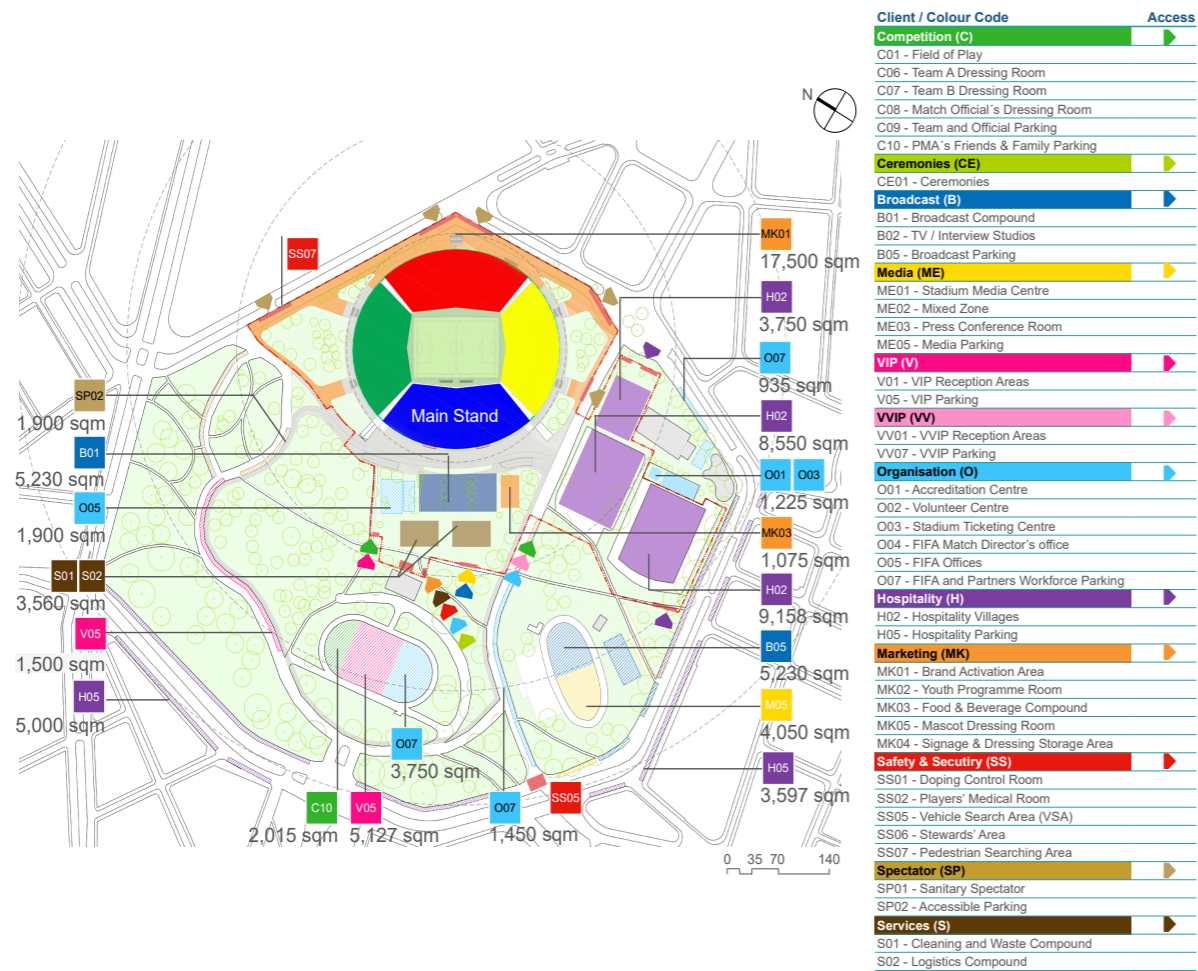 N
SS07
Main Stand
SP02
1,900 sqm
B01
5,230 sqm
O05
1,900 sqm
S01 S02
3,560 sqm
V05
1,500 sqm
H05
5,000 sqm
MK01
17,500 sqm
H02
3,750 sqm
O07
935 sqm
H02
8,550 sqm
O01 O03
1,225 sqm
MK03
1,075 sqm
H02
9,158 sqm
B05
5,230 sqm
M05
4,050 sqm
H05
3,597 sqm
O07
3,750 sqm
C10
2,015 sqm
V05
5,127 sqm
O07
1,450 sqm
SS05
0 35 70 140
Client / Colour Code Access
Competition (C)
C01 - Field of Play
C06 - Team A Dressing Room
C07 - Team B Dressing Room
C08 - Match Official´s Dressing Room
C09 - Team and Official Parking
C10 - PMA´s Friends & Family Parking
Ceremonies (CE)
CE01 - Ceremonies
Broadcast (B)
B01 - Broadcast Compound
B02 - TV / Interview Studios
B05 - Broadcast Parking
Media (ME)
ME01 - Stadium Media Centre
ME02 - Mixed Zone
ME03 - Press Conference Room
ME05 - Media Parking
VIP (V)
V01 - VIP Reception Areas
V05 - VIP Parking
VVIP (VV)
VV01 - VVIP Reception Areas
VV07 - VVIP Parking
Organisation (O)
O01 - Accreditation Centre
O02 - Volunteer Centre
O03 - Stadium Ticketing Centre
O04 - FIFA Match Director's office
O05 - FIFA Offices
O07 - FIFA and Partners Workforce Parking
Hospitality (H)
H02 - Hospitality Villages
H05 - Hospitality Parking
Marketing (MK)
MK01 - Brand Activation Area
MK02 - Youth Programme Room
MK03 - Food & Beverage Compound
MK05 - Mascot Dressing Room
MK04 - Signage & Dressing Storage Area
Safety & Secutiry (SS)
SS01 - Doping Control Room
SS02 - Players' Medical Room
SS05 - Vehicle Search Area (VSA)
SS06 - Stewards' Area
SS07 - Pedestrian Searching Area
Spectator (SP)
SP01 - Sanitary Spectator
SP02 - Accessible Parking
Services (S)
S01 - Cleaning and Waste Compound
S02 - Logistics Compound